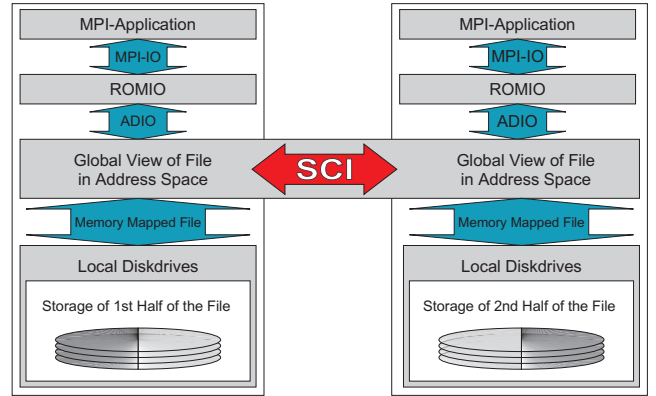 MPI-Application
MPI-IO
ROMIO
ADIO
Global View of File
in Address Space
Memory Mapped File
Local Diskdrives
Storage of 1st Half of the File
SCI
MPI-Application
MPI-IO
ROMIO
ADIO
Global View of File
in Address Space
Memory Mapped File
Local Diskdrives
Storage of 2nd Half of the File